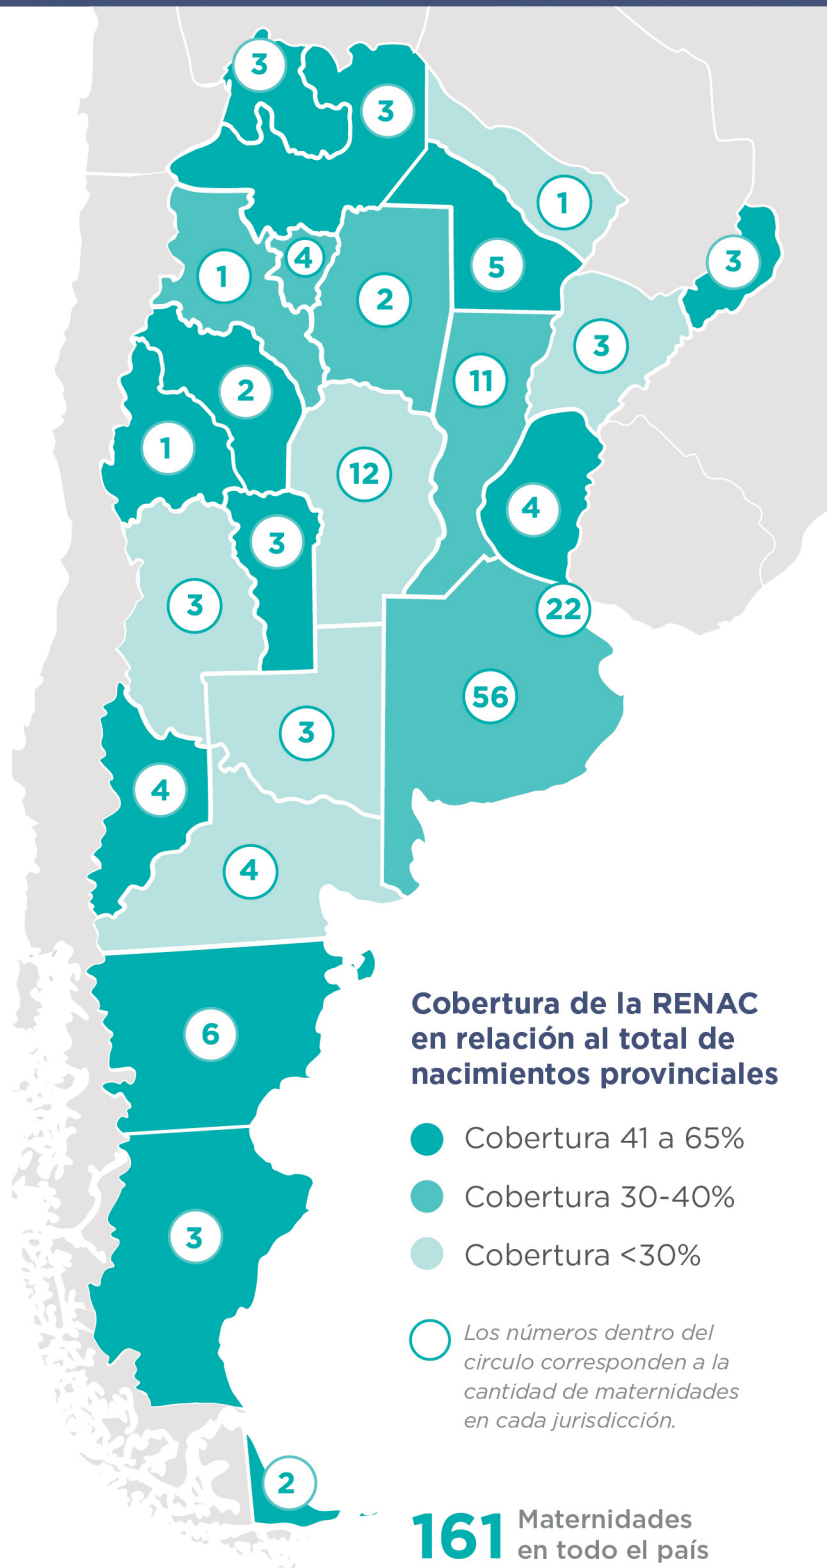 3
3
1
3
5
4
1
2
3
11
2
1
12
4
3
3
22
56
3
4
4
6
Cobertura de la RENAC
en relación al total de
nacimientos provinciales
Cobertura 41 a 65%
Cobertura 30-40%
3
Cobertura <30%
Los números dentro del
circulo corresponden a la
cantidad de maternidades
en cada jurisdicción.
2
161 Maternidades
en todo el país